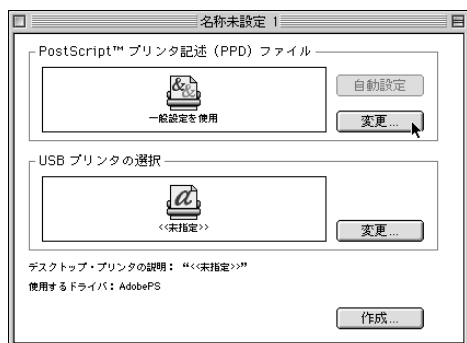 名称未設定 1
PostScript™ プリンタ記述（PPD）ファイル
自動設定
一般設定を使用
変更...
USB プリンタの選択
<<未指定>>
変更...
デスクトップ・プリンタの説明： “<<未指定>>”
使用するドライバ：AdobePS
作成...